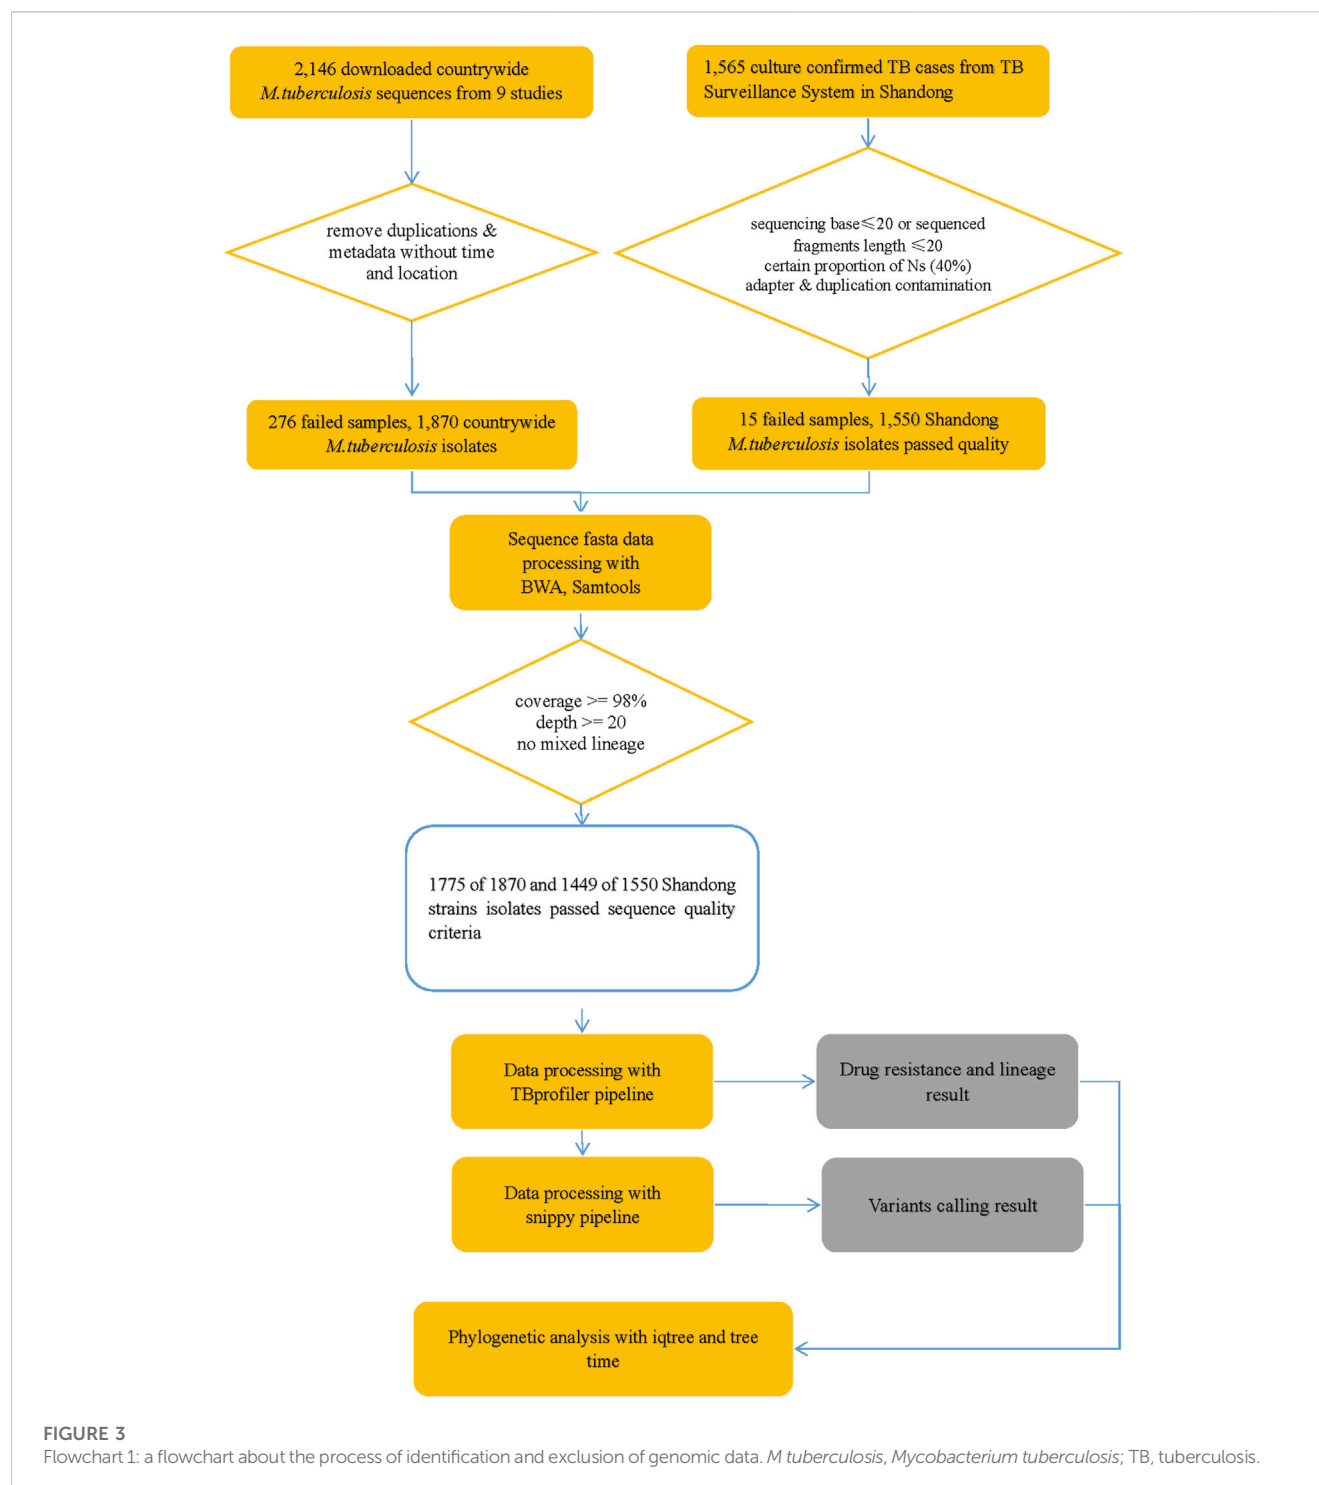 2,146 downloaded countrywide
M.tuberculosis sequences from 9 studies
1,565 culture confirmed TB cases from TB
Surveillance System in Shandong
remove duplications &
metadata without time
and location
sequencing base≤20 or sequenced
fragments length ≤20
certain proportion of Ns (40%)
adapter & duplication contamination
276 failed samples, 1,870 countrywide
M.tuberculosis isolates
15 failed samples, 1,550 Shandong
M.tuberculosis isolates passed quality
Sequence fasta data
processing with
BWA, Samtools
coverage >= 98%
depth >= 20
no mixed lineage
1775 of 1870 and 1449 of 1550 Shandong
strains isolates passed sequence quality
criteria
Data processing with
TBprofiler pipeline
Drug resistance and lineage
result
Data processing with
snippy pipeline
Variants calling result
Phylogenetic analysis with iqtree and tree
time
FIGURE 3
Flowchart 1: a flowchart about the process of identification and exclusion of genomic data. M tuberculosis, Mycobacterium tuberculosis; TB, tuberculosis.